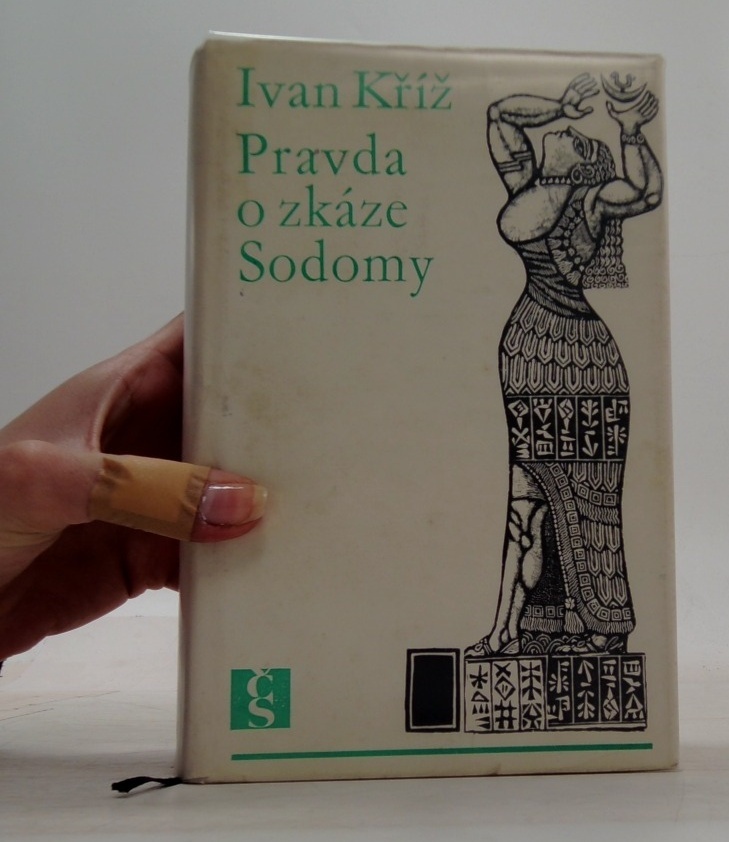 Ivan Kříž
Pravda
o zkáze
Sodomy
ČS